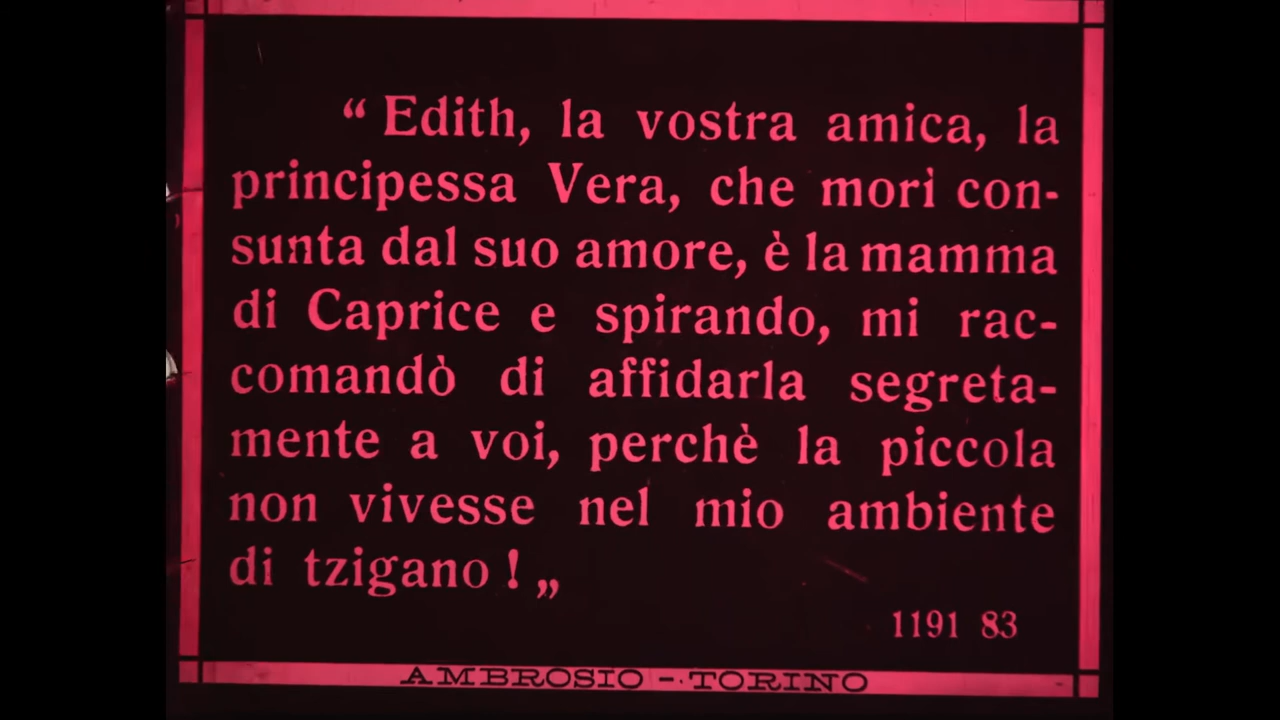 “ Edith, la vostra amica, la
principessa Vera, che morì con-
sunta dal suo amore, è la mamma
di Caprice e spirando, mi rac-
comandò di affidarla segreta-
mente a voi, perchè la piccola
non vivesse nel mio ambiente
di tzigano ! „
1191 83
AMBROSIO - TORINO